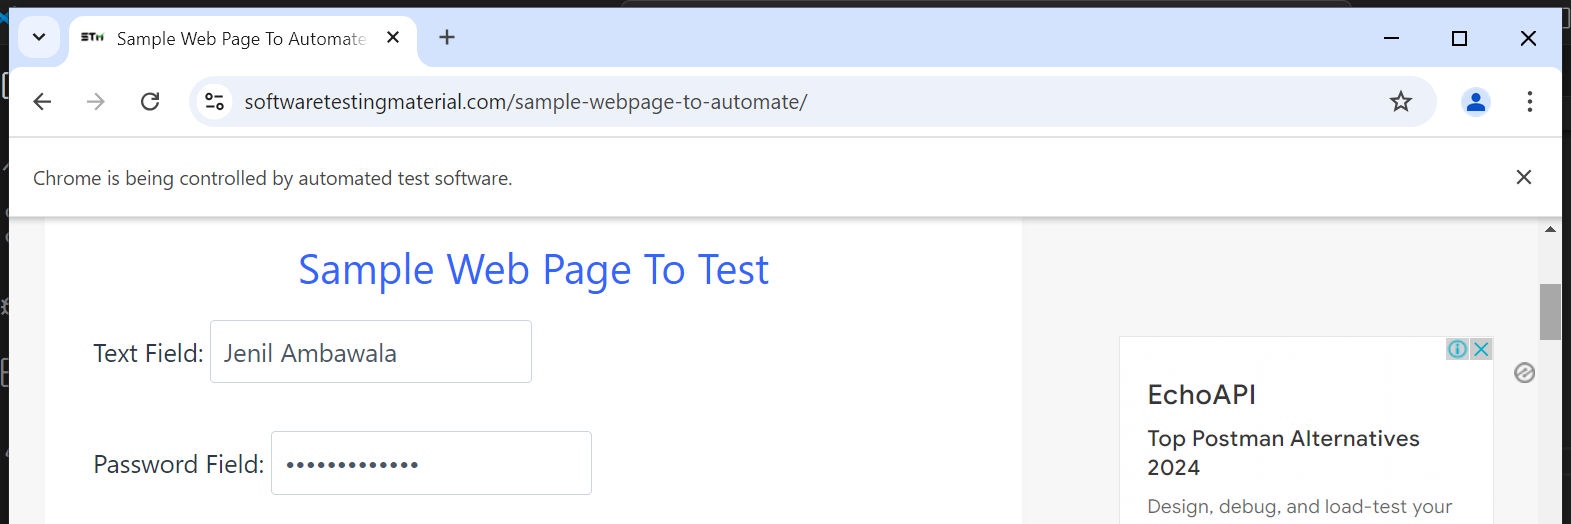 STM Sample Web Page To Automate
softwaretestingmaterial.com/sample-webpage-to-automate/
Chrome is being controlled by automated test software.
Sample Web Page To Test
Text Field: Jenil Ambawala
Password Field: •••••••••••••
EchoAPI
Top Postman Alternatives
2024
Design, debug, and load-test your